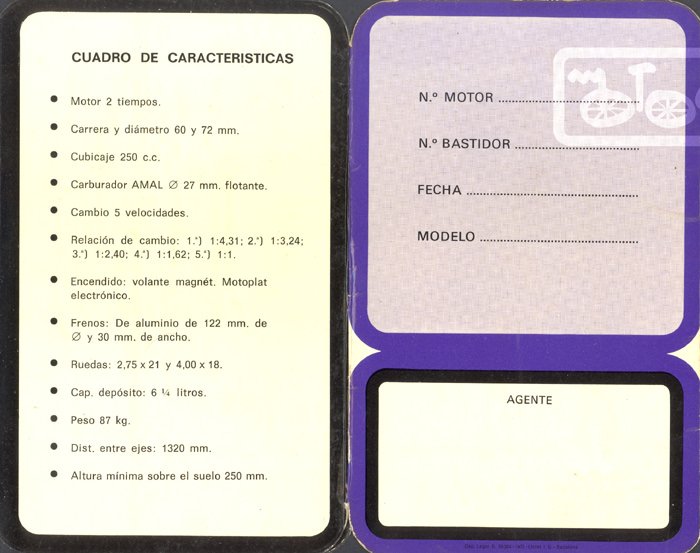 CUADRO DE CARACTERISTICAS
Motor 2 tiempos.
Carrera y diámetro 60 y 72 mm.
Cubicaje 250 c.c.
Carburador AMAL Ø 27 mm. flotante.
Cambio 5 velocidades.
Relación de cambio: 1.ª) 1:4,31; 2.ª) 1:3,24;
3.ª) 1:2,40; 4.ª) 1:1,62; 5.ª) 1:1.
Encendido: volante magnét. Motoplat
electrónico.
Frenos: De aluminio de 122 mm. de
Ø y 30 mm. de ancho.
Ruedas: 2,75 x 21 y 4,00 x 18.
Cap. depósito: 6 ¼ litros.
Peso 87 kg.
Dist. entre ejes: 1320 mm.
Altura mínima sobre el suelo 250 mm.
my
N.º MOTOR
N.º BASTIDOR
FECHA
MODELO
AGENTE